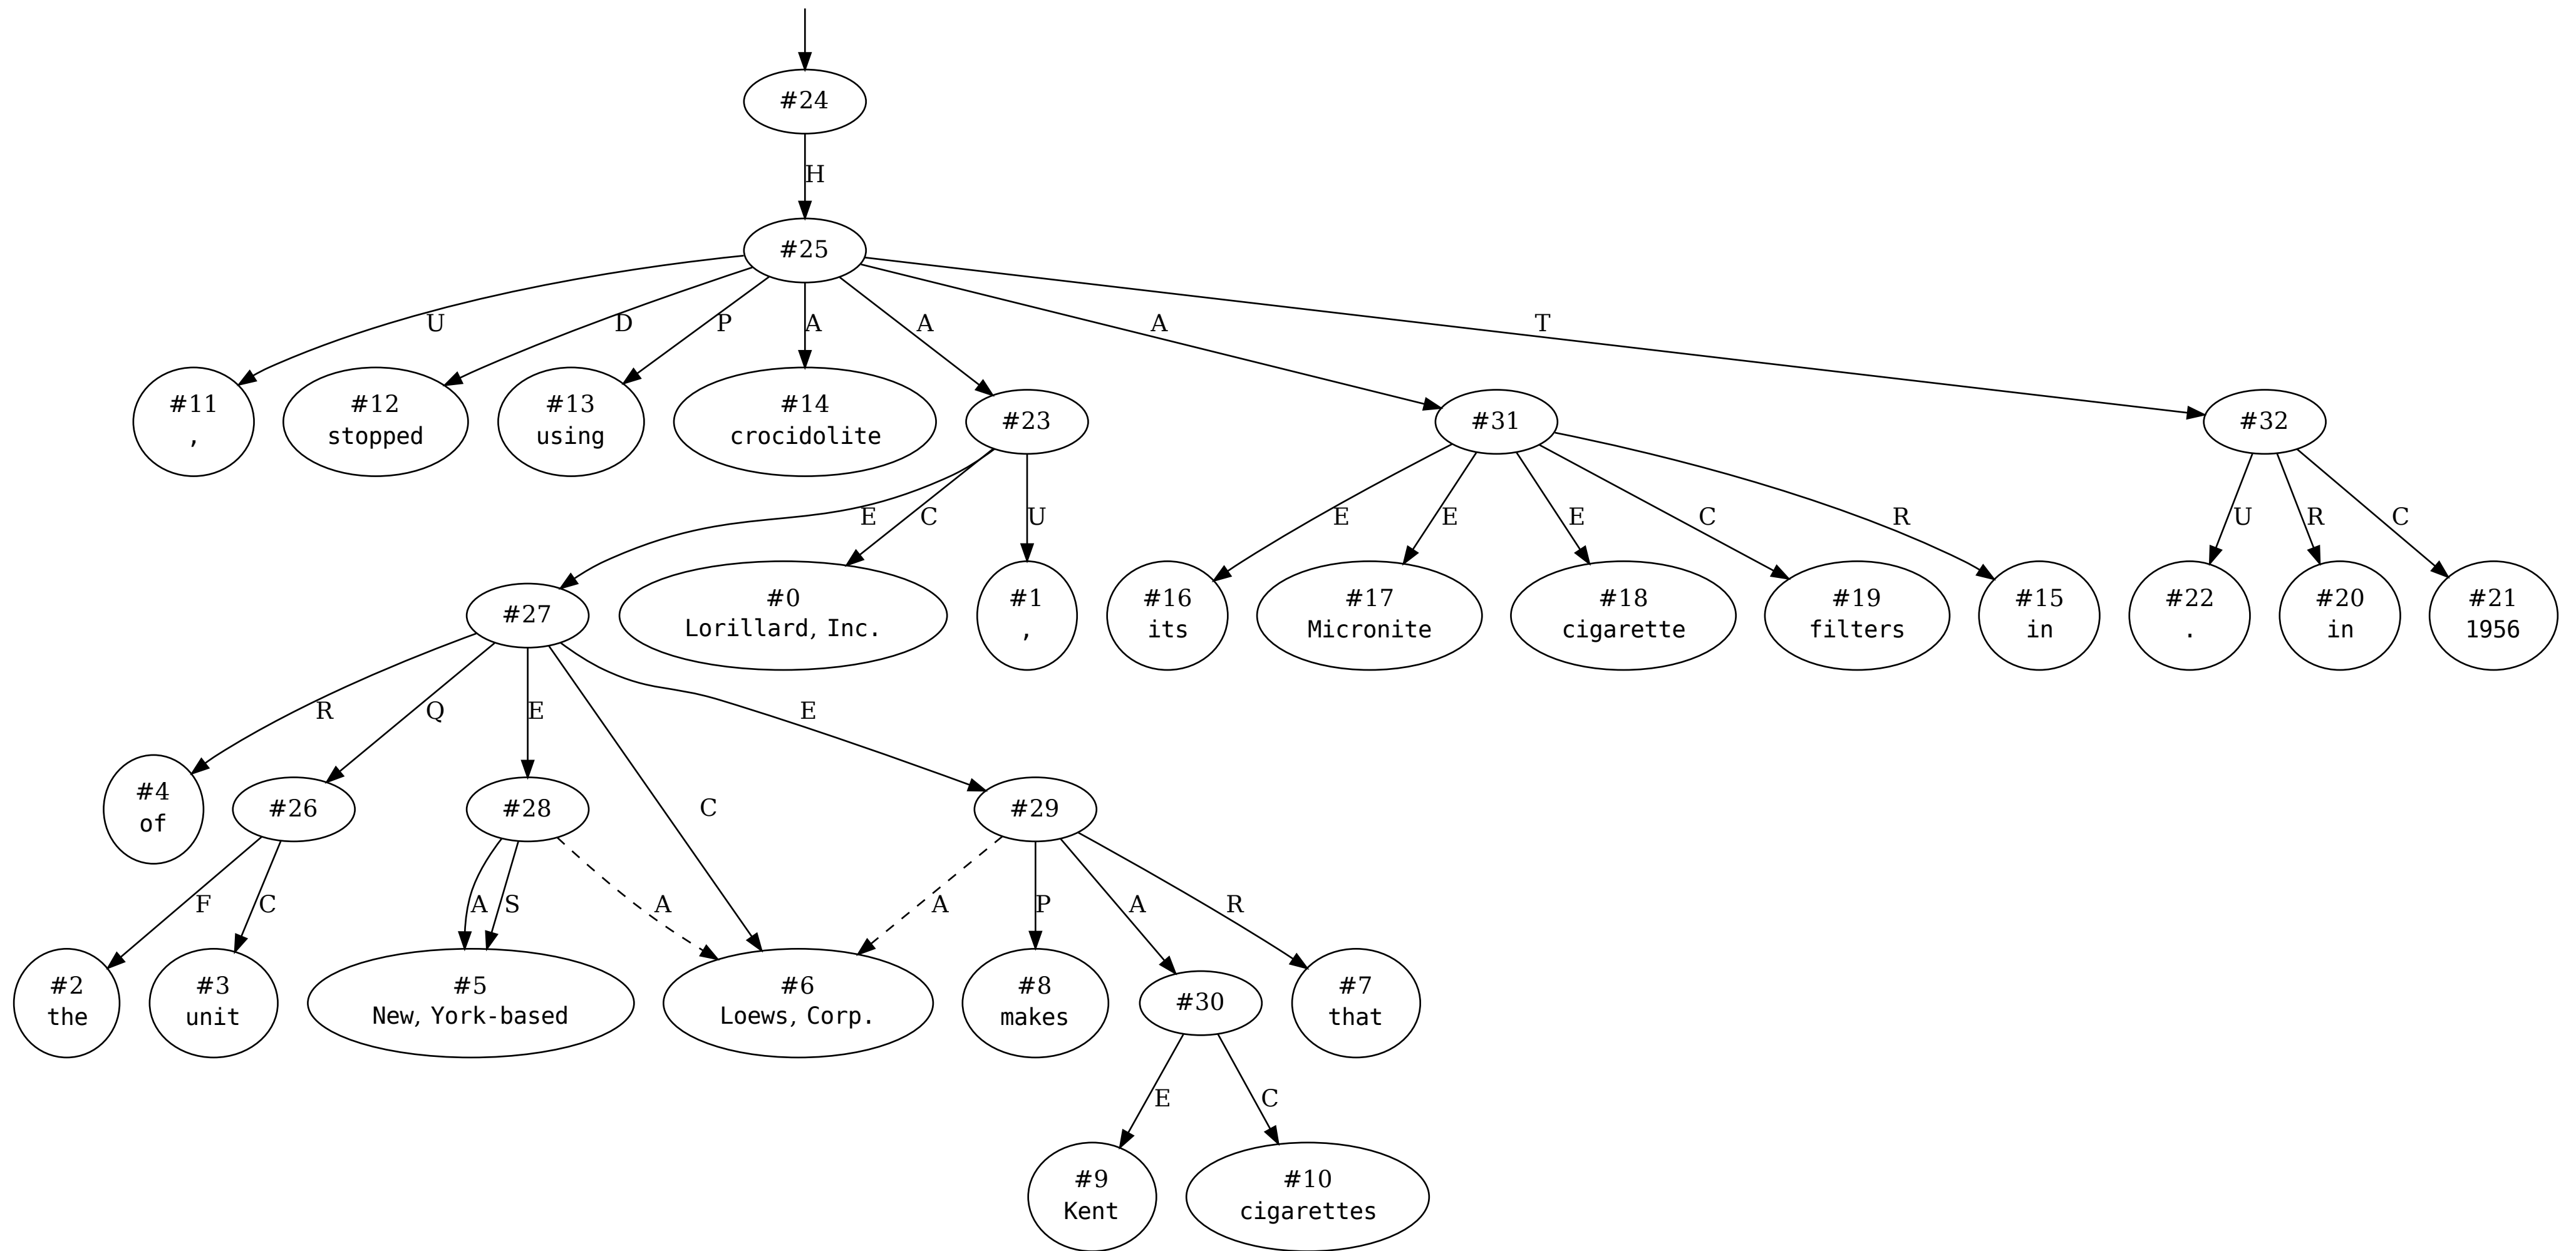 #24
H
#25
U D P A A A T
#11 #12 #13 #14 #23 #31 #32
, stopped using crocidolite
E C U E E E C R U R C
#27 #0 #1 #16 #17 #18 #19 #15 #22 #20 #21
Lorillard, Inc. , its Micronite cigarette filters in . in 1956
R Q E E
#4 #26 #28 C #29
of
F C A S A A P A R
#2 #3 #5 #6 #8 #30 #7
the unit New, York-based Loews, Corp. makes that
E C
#9 #10
Kent cigarettes